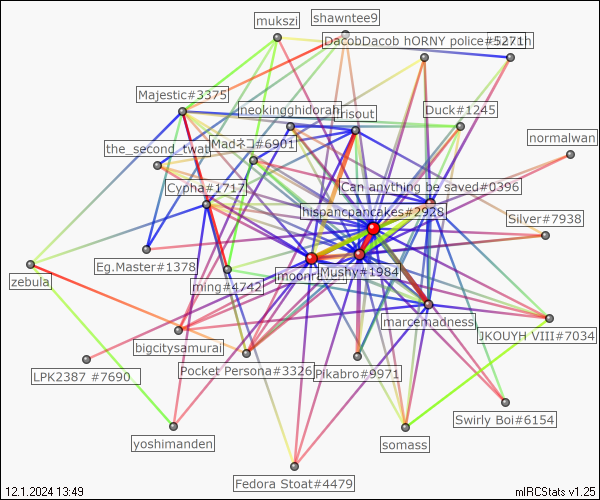 shawntee9
mukszi
DacobDacob hORNY police#5271
Majestic#3375
neokingghidorah
trisout
Duck#1245
normalwan
the_second_twat
Madネコ#6901
Cypha#1717
Can anything be saved#0396
hispancpancakes#2928
Silver#7938
zebula
Eg.Master#1378
ming#4742
Mushy#1984
marcemadness
JKOUYH VIII#7034
bigcitysamurai
LPK2387 #7690
Pocket Persona#3326
Pikabro#9971
Swirly Boi#6154
yoshimanden
somass
Fedora Stoat#4479
12.1.2024 13:49
mIRCStats v1.25